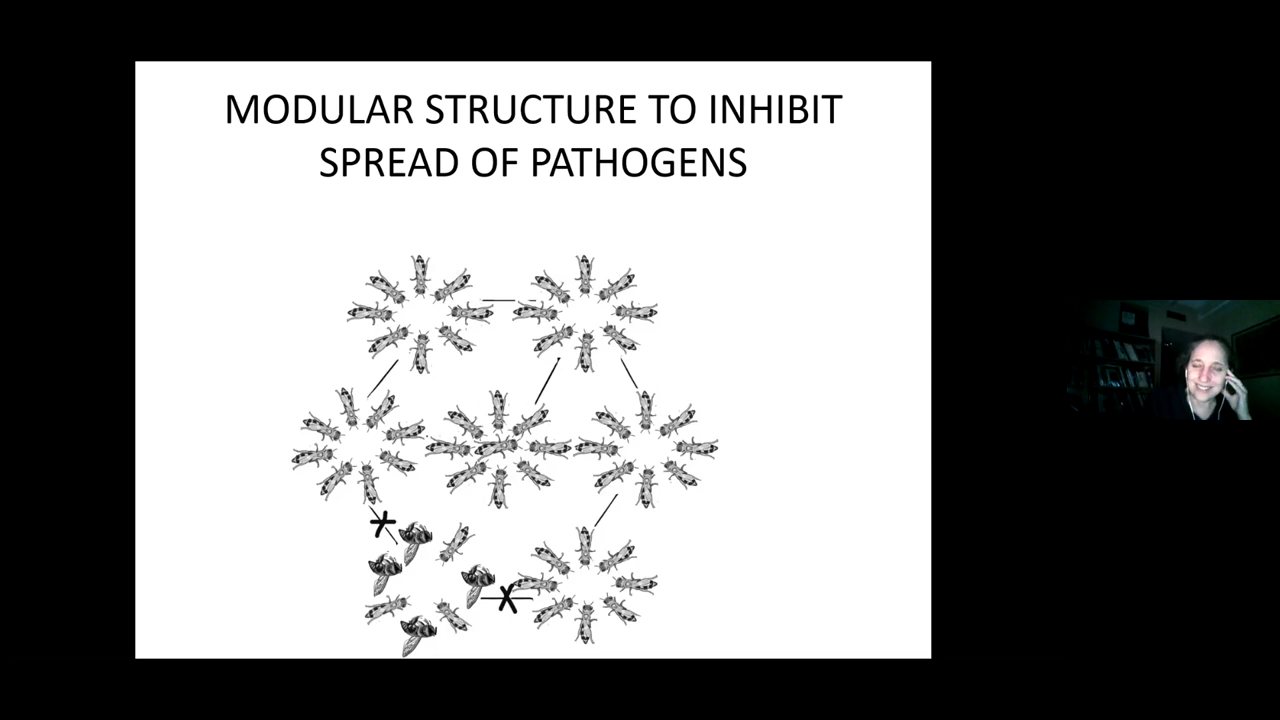 MODULAR STRUCTURE TO INHIBIT
SPREAD OF PATHOGENS